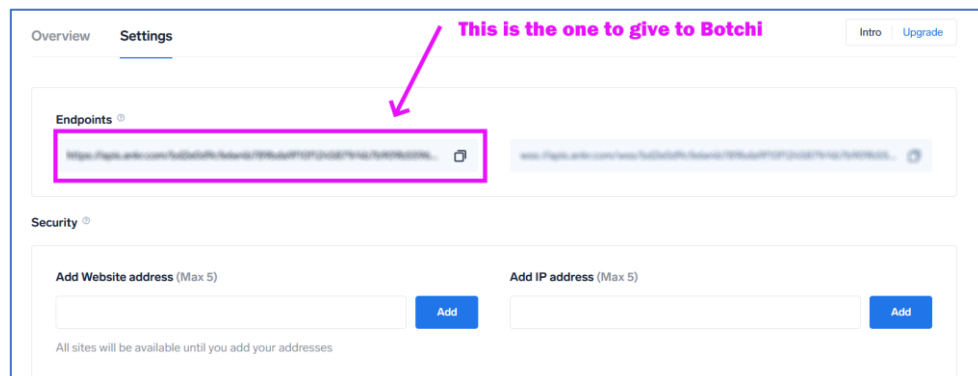 This is the one to give to Botchi
Overview Settings Intro Upgrade
Endpoints
Security
Add Website address (Max 5) Add IP address (Max 5)
Add Add
All sites will be available until you add your addresses